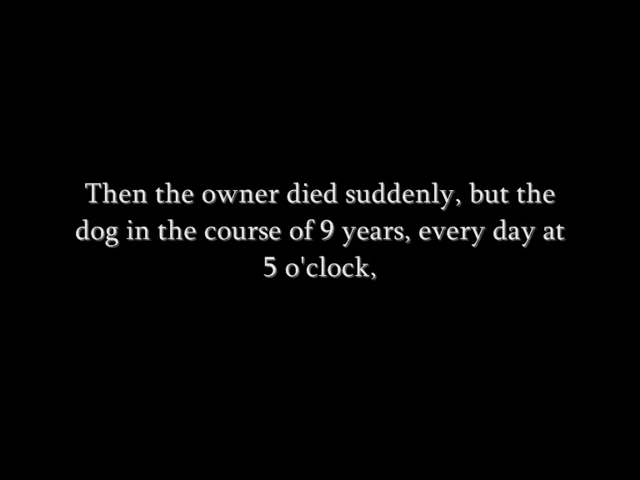 Then the owner died suddenly, but the
dog in the course of 9 years, every day at
5 o'clock,